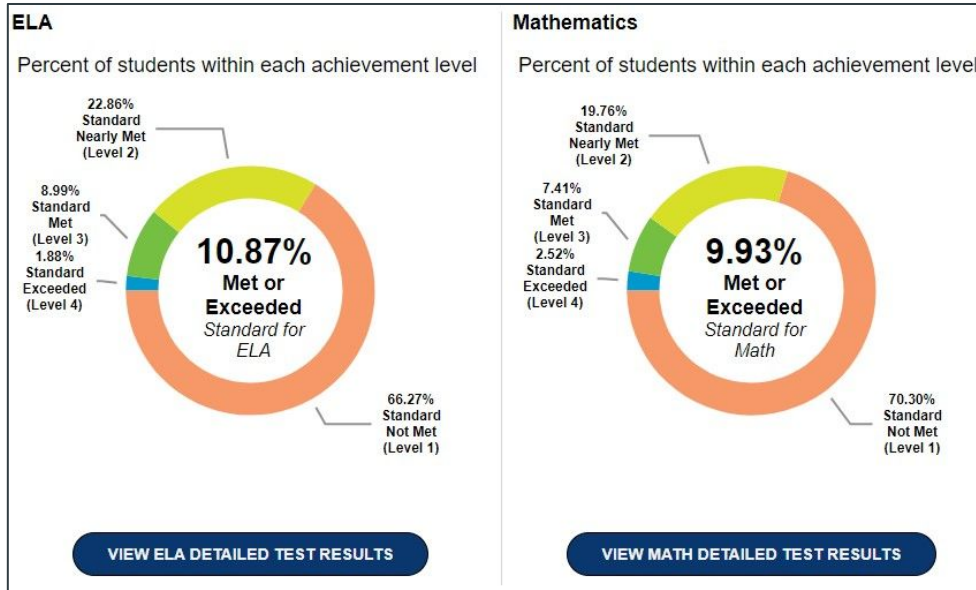 ELA
Percent of students within each achievement level
22.86%
Standard
Nearly Met
(Level 2)
8.99%
Standard
Met
(Level 3)
1.88%
Standard
Exceeded
(Level 4)
10.87%
Met or
Exceeded
Standard for
ELA
66.27%
Standard
Not Met
(Level 1)
VIEW ELA DETAILED TEST RESULTS
Mathematics
Percent of students within each achievement level
19.76%
Standard
Nearly Met
(Level 2)
7.41%
Standard
Met
(Level 3)
2.52%
Standard
Exceeded
(Level 4)
9.93%
Met or
Exceeded
Standard for
Math
70.30%
Standard
Not Met
(Level 1)
VIEW MATH DETAILED TEST RESULTS